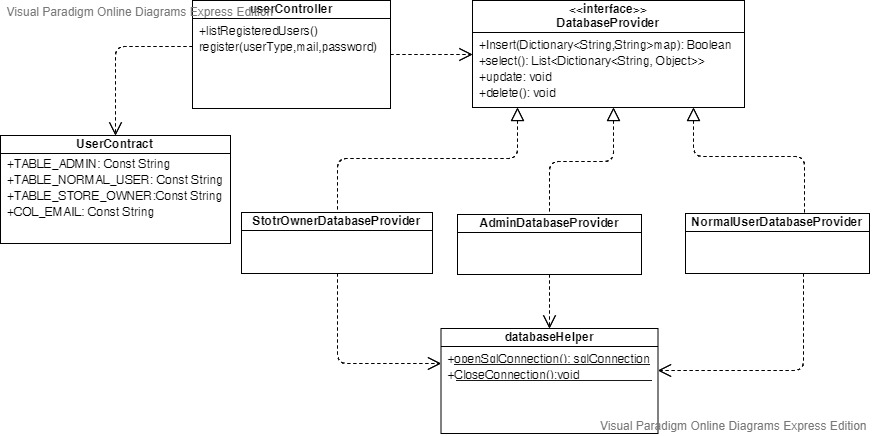 Visual Paradigm Online Diagrams Express Edition
userController
+listRegisteredUsers()
register(userType,mail,password)
<<interface>>
DatabaseProvider
+Insert(Dictionary<String,String>map): Boolean
+select(): List<Dictionary<String, Object>>
+update: void
+delete(): void
UserContract
+TABLE_ADMIN: Const String
+TABLE_NORMAL_USER: Const String
+TABLE_STORE_OWNER:Const String
+COL_EMAIL: Const String
StotrOwnerDatabaseProvider
AdminDatabaseProvider
NormalUserDatabaseProvider
databaseHelper
+openSqlConnection(): sqlConnection
+CloseConnection():void
Visual Paradigm Online Diagrams Express Edition